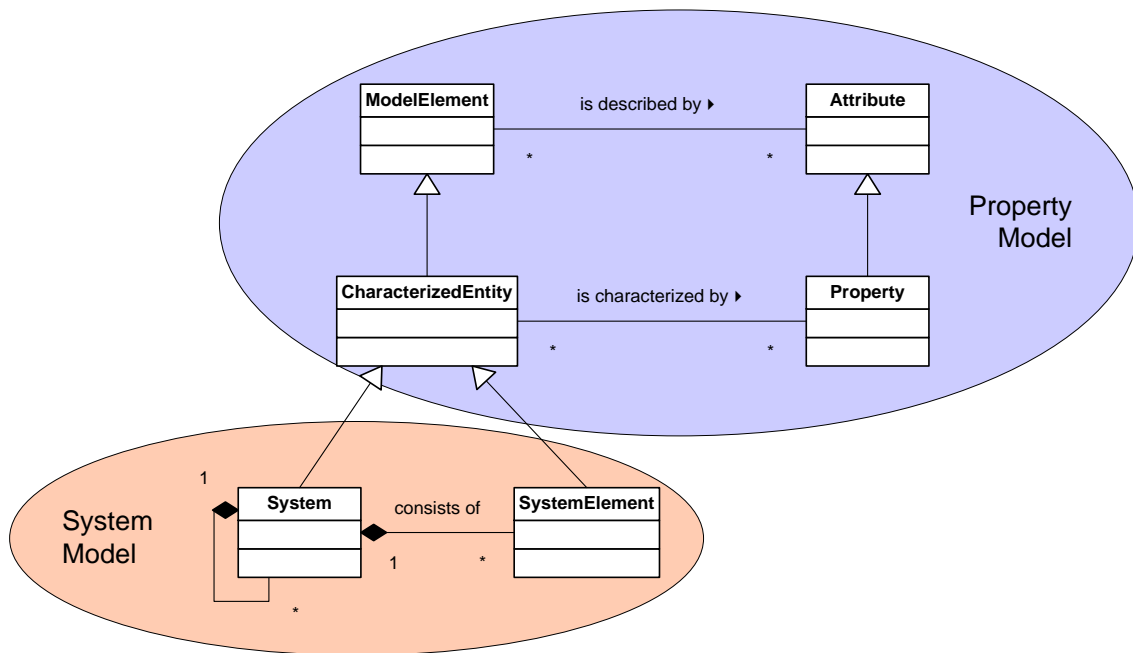 ModelElement
is described by ▸
Attribute
*
*
Property
Model
CharacterizedEntity
is characterized by ▸
Property
*
*
System
Model
1
System
consists of
SystemElement
1
*
*